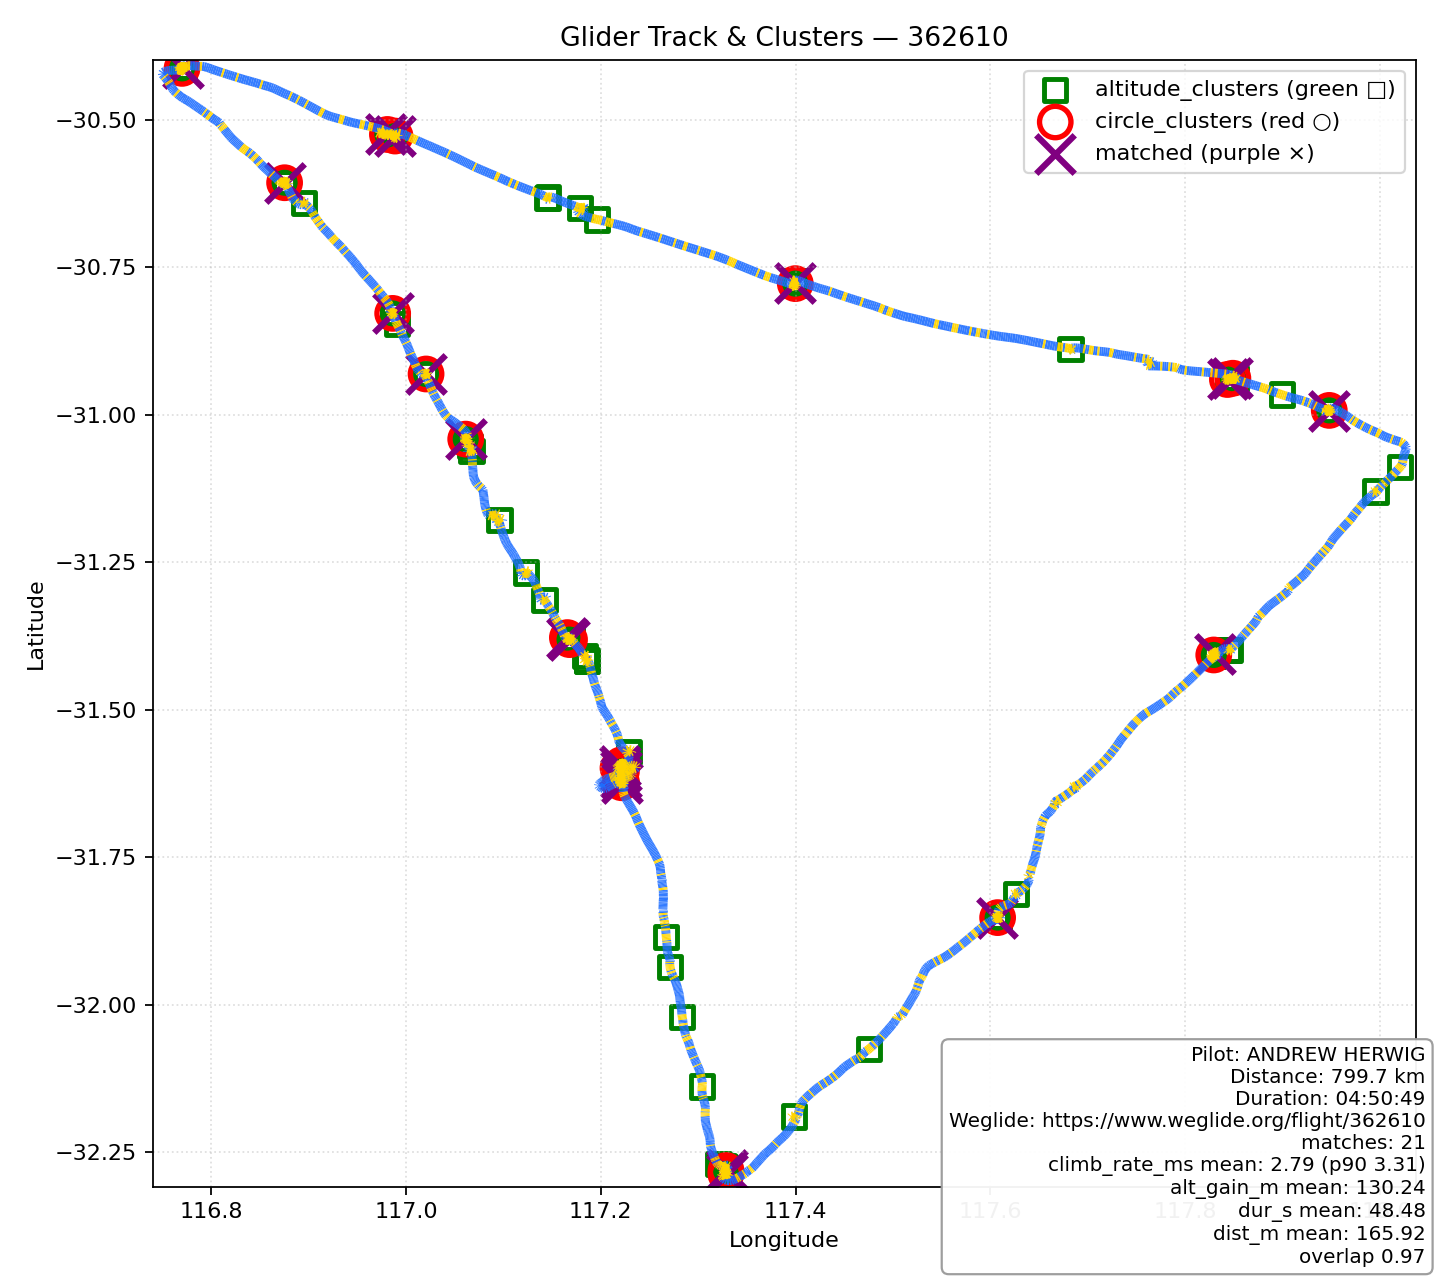 Glider Track & Clusters — 362610
altitude_clusters (green □)
circle_clusters (red ○)
matched (purple ×)
Latitude
−30.50
−30.75
−31.00
−31.25
−31.50
−31.75
−32.00
−32.25
116.8
117.0
117.2
117.4
117.6
117.8
Longitude
Pilot: ANDREW HERWIG
Distance: 799.7 km
Duration: 04:50:49
Weglide: https://www.weglide.org/flight/362610
matches: 21
climb_rate_ms mean: 2.79 (p90 3.31)
alt_gain_m mean: 130.24
dur_s mean: 48.48
dist_m mean: 165.92
overlap 0.97